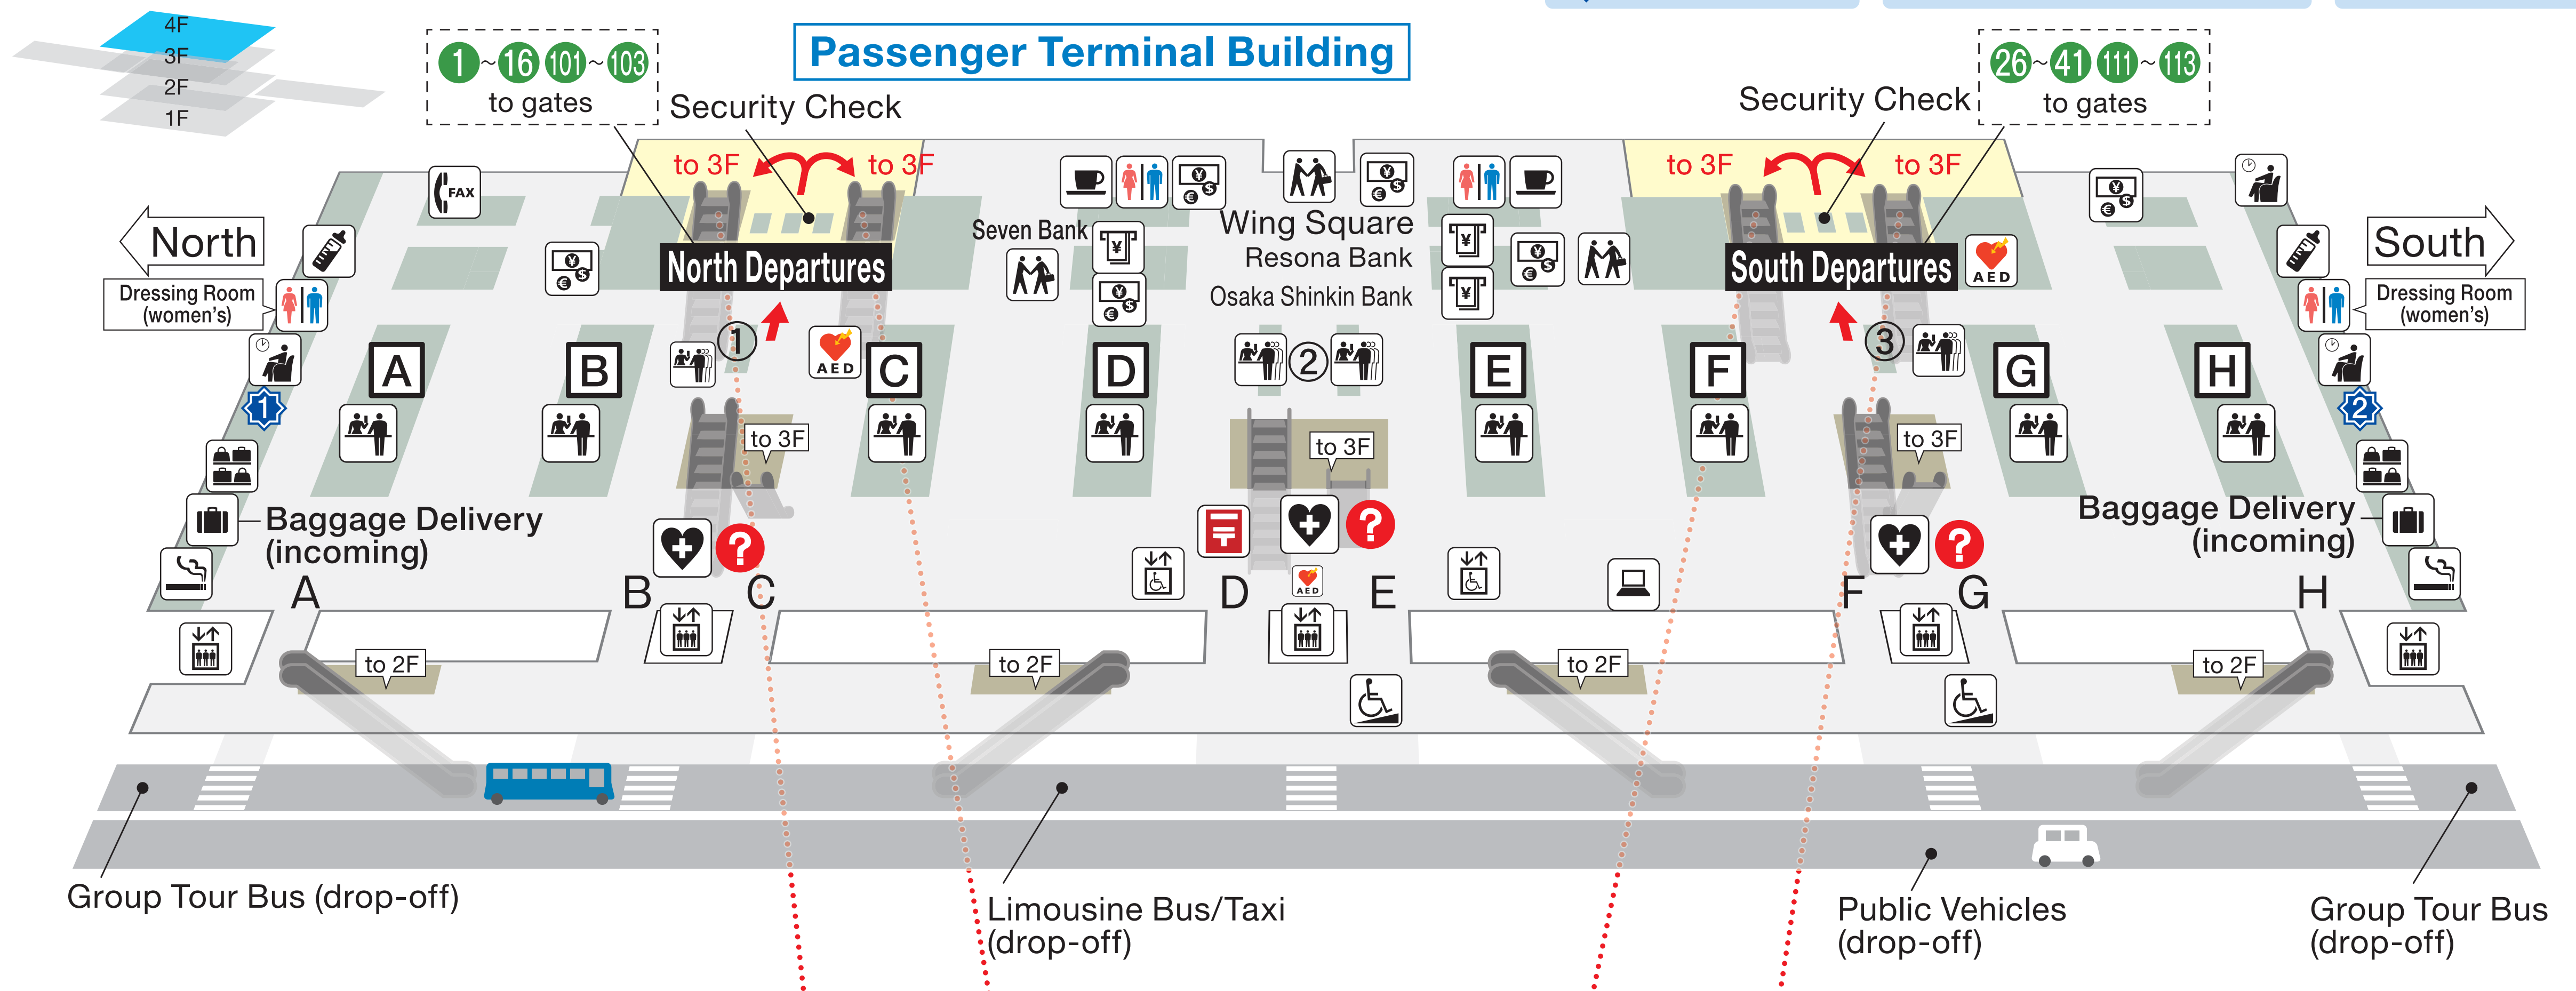 4F
3F
2F
1F
1 ~ 16 101 ~ 103
to gates
Security Check
Passenger Terminal Building
Security Check
26 ~ 41 111 ~ 113
to gates
to 3F
to 3F
to 3F
to 3F
FAX
North
Dressing Room
(women's)
North Departures
Seven Bank
Wing Square
Resona Bank
Osaka Shinkin Bank
South Departures
AED
South
Dressing Room
(women's)
1
AED
2
3
A
B
C
D
E
F
G
H
1
2
to 3F
to 3F
to 3F
Baggage Delivery
(incoming)
Baggage Delivery
(incoming)
?
?
?
AED
A
B
C
D
E
F
G
H
to 2F
to 2F
to 2F
to 2F
Group Tour Bus (drop-off)
Limousine Bus/Taxi
(drop-off)
Public Vehicles
(drop-off)
Group Tour Bus
(drop-off)